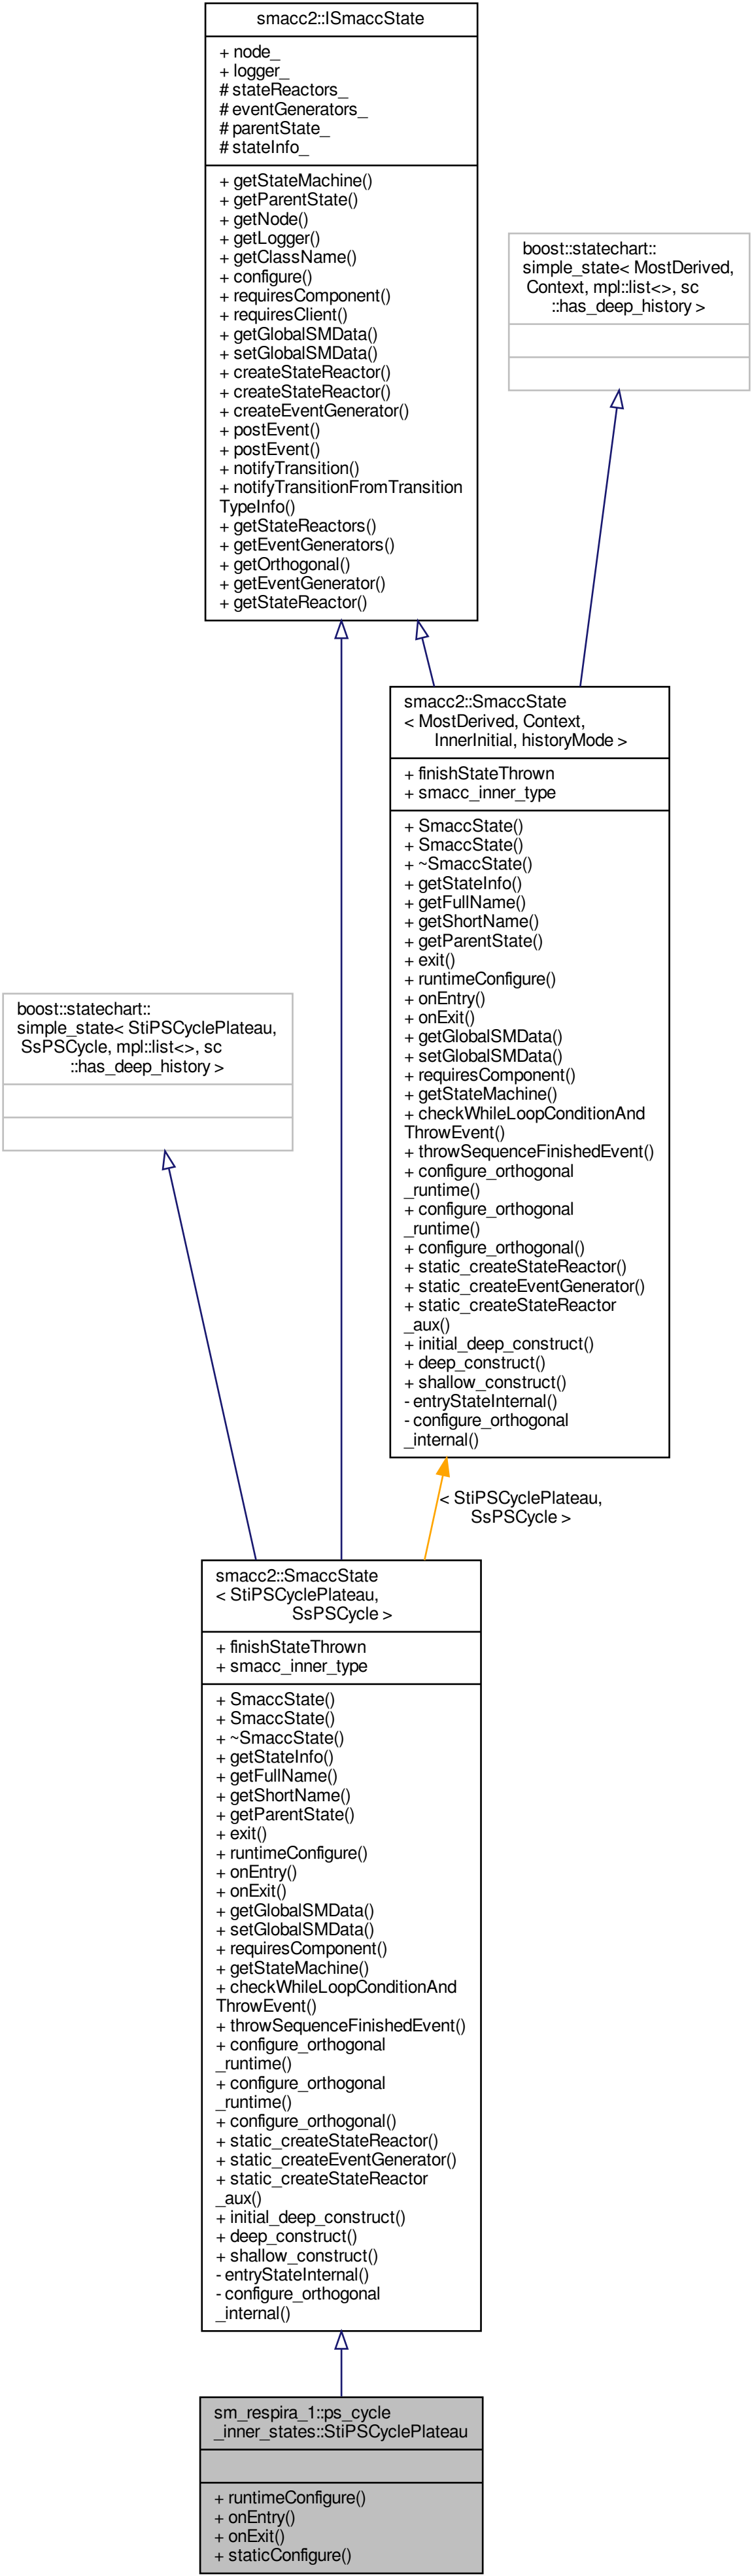 smacc2::ISmaccState
+ node_
+ logger_
# stateReactors_
# eventGenerators_
# parentState_
# stateInfo_
+ getStateMachine()
+ getParentState()
+ getNode()
+ getLogger()
+ getClassName()
+ configure()
+ requiresComponent()
+ requiresClient()
+ getGlobalSMData()
+ setGlobalSMData()
+ createStateReactor()
+ createStateReactor()
+ createEventGenerator()
+ postEvent()
+ postEvent()
+ notifyTransition()
+ notifyTransitionFromTransition
TypeInfo()
+ getStateReactors()
+ getEventGenerators()
+ getOrthogonal()
+ getEventGenerator()
+ getStateReactor()
boost::statechart::
simple_state< MostDerived,
Context, mpl::list<>, sc
::has_deep_history >
smacc2::SmaccState
< MostDerived, Context,
InnerInitial, historyMode >
+ finishStateThrown
+ smacc_inner_type
+ SmaccState()
+ SmaccState()
+ ~SmaccState()
+ getStateInfo()
+ getFullName()
+ getShortName()
+ getParentState()
+ exit()
+ runtimeConfigure()
+ onEntry()
+ onExit()
+ getGlobalSMData()
+ setGlobalSMData()
+ requiresComponent()
+ getStateMachine()
+ checkWhileLoopConditionAnd
ThrowEvent()
+ throwSequenceFinishedEvent()
+ configure_orthogonal
_runtime()
+ configure_orthogonal
_runtime()
+ configure_orthogonal()
+ static_createStateReactor()
+ static_createEventGenerator()
+ static_createStateReactor
_aux()
+ initial_deep_construct()
+ deep_construct()
+ shallow_construct()
- entryStateInternal()
- configure_orthogonal
_internal()
boost::statechart::
simple_state< StiPSCyclePlateau,
SsPSCycle, mpl::list<>, sc
::has_deep_history >
< StiPSCyclePlateau,
SsPSCycle >
smacc2::SmaccState
< StiPSCyclePlateau,
SsPSCycle >
+ finishStateThrown
+ smacc_inner_type
+ SmaccState()
+ SmaccState()
+ ~SmaccState()
+ getStateInfo()
+ getFullName()
+ getShortName()
+ getParentState()
+ exit()
+ runtimeConfigure()
+ onEntry()
+ onExit()
+ getGlobalSMData()
+ setGlobalSMData()
+ requiresComponent()
+ getStateMachine()
+ checkWhileLoopConditionAnd
ThrowEvent()
+ throwSequenceFinishedEvent()
+ configure_orthogonal
_runtime()
+ configure_orthogonal
_runtime()
+ configure_orthogonal()
+ static_createStateReactor()
+ static_createEventGenerator()
+ static_createStateReactor
_aux()
+ initial_deep_construct()
+ deep_construct()
+ shallow_construct()
- entryStateInternal()
- configure_orthogonal
_internal()
sm_respira_1::ps_cycle
_inner_states::StiPSCyclePlateau
+ runtimeConfigure()
+ onEntry()
+ onExit()
+ staticConfigure()